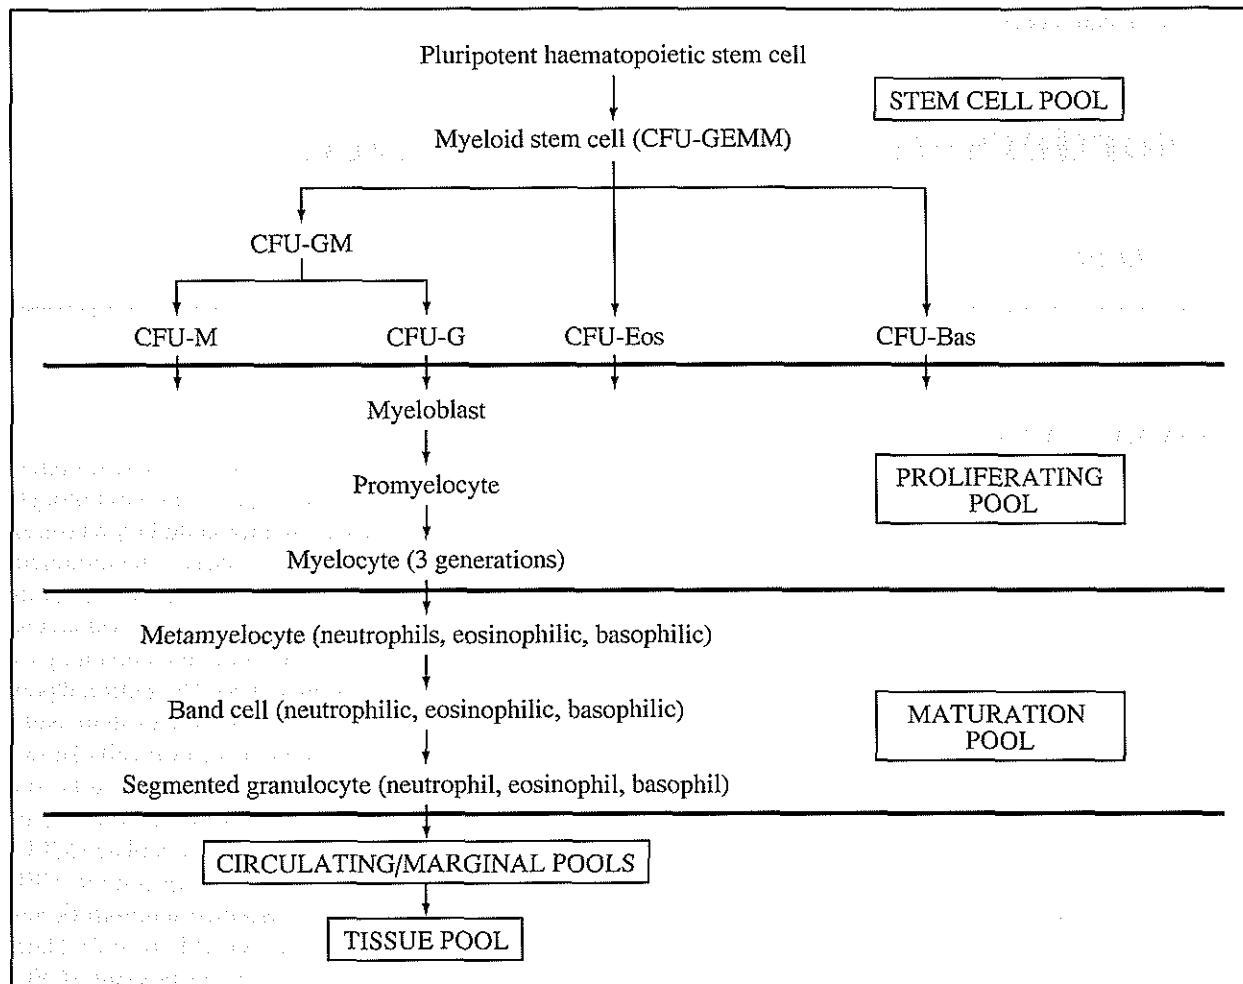 Pluripotent haematopoietic stem cell
STEM CELL POOL
Myeloid stem cell (CFU-GEMM)
CFU-GM
CFU-M
CFU-G
CFU-Eos
CFU-Bas
Myeloblast
Promyelocyte
PROLIFERATING
POOL
Myelocyte (3 generations)
Metamyelocyte (neutrophils, eosinophilic, basophilic)
Band cell (neutrophilic, eosinophilic, basophilic)
MATURATION
POOL
Segmented granulocyte (neutrophil, eosinophil, basophil)
CIRCULATING/MARGINAL POOLS
TISSUE POOL